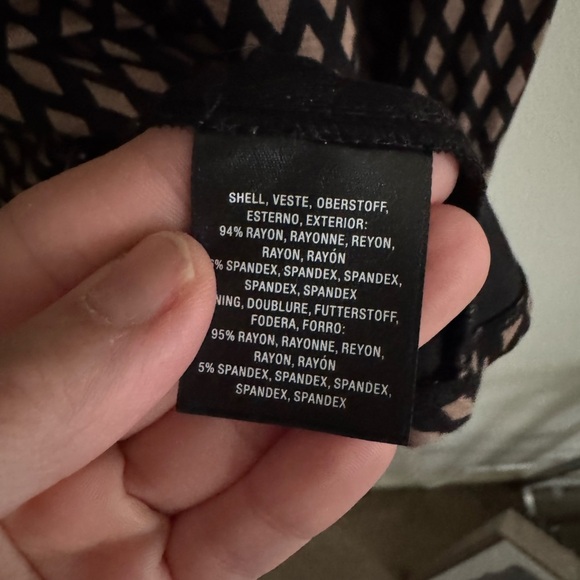 SHELL, VESTE, OBERSTOFF,
ESTERNO, EXTERIOR:
94% RAYON, RAYONNE, REYON,
RAYON, RAYÓN
% SPANDEX, SPANDEX, SPANDEX,
SPANDEX, SPANDEX
NING, DOUBLURE, FUTTERSTOFF,
FODERA, FORRO:
95% RAYON, RAYONNE, REYON,
RAYON, RAYÓN
5% SPANDEX, SPANDEX, SPANDEX,
SPANDEX, SPANDEX